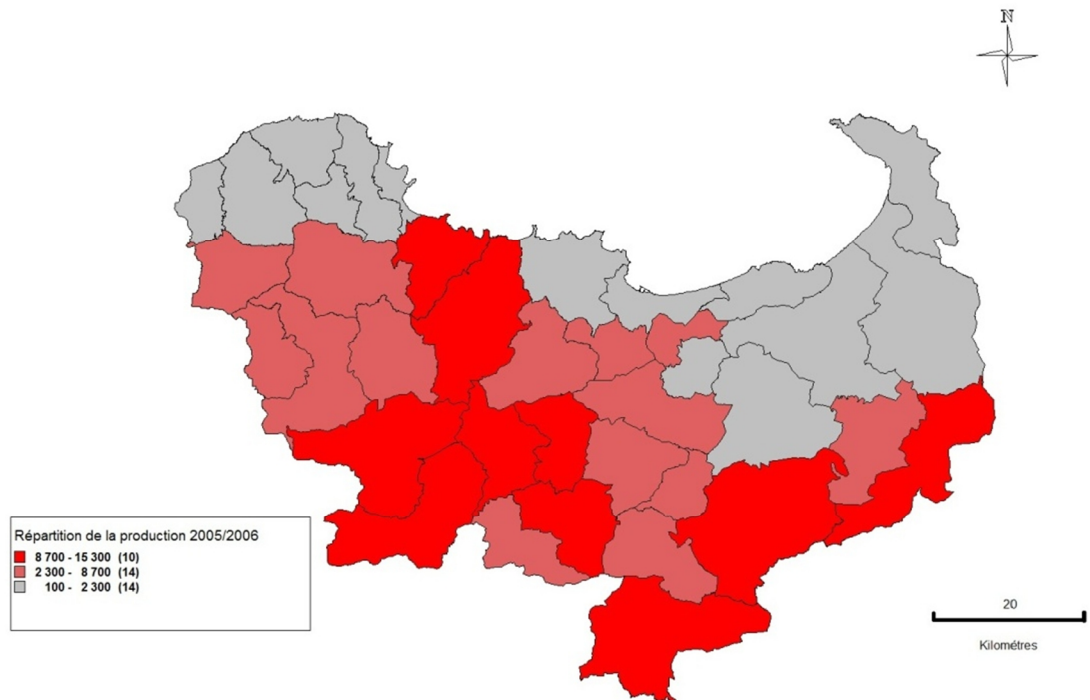 N
Répartition de la production 2005/2006
8 700 - 15 300 (10)
2 300 - 8 700 (14)
100 - 2 300 (14)
20
Kilométres